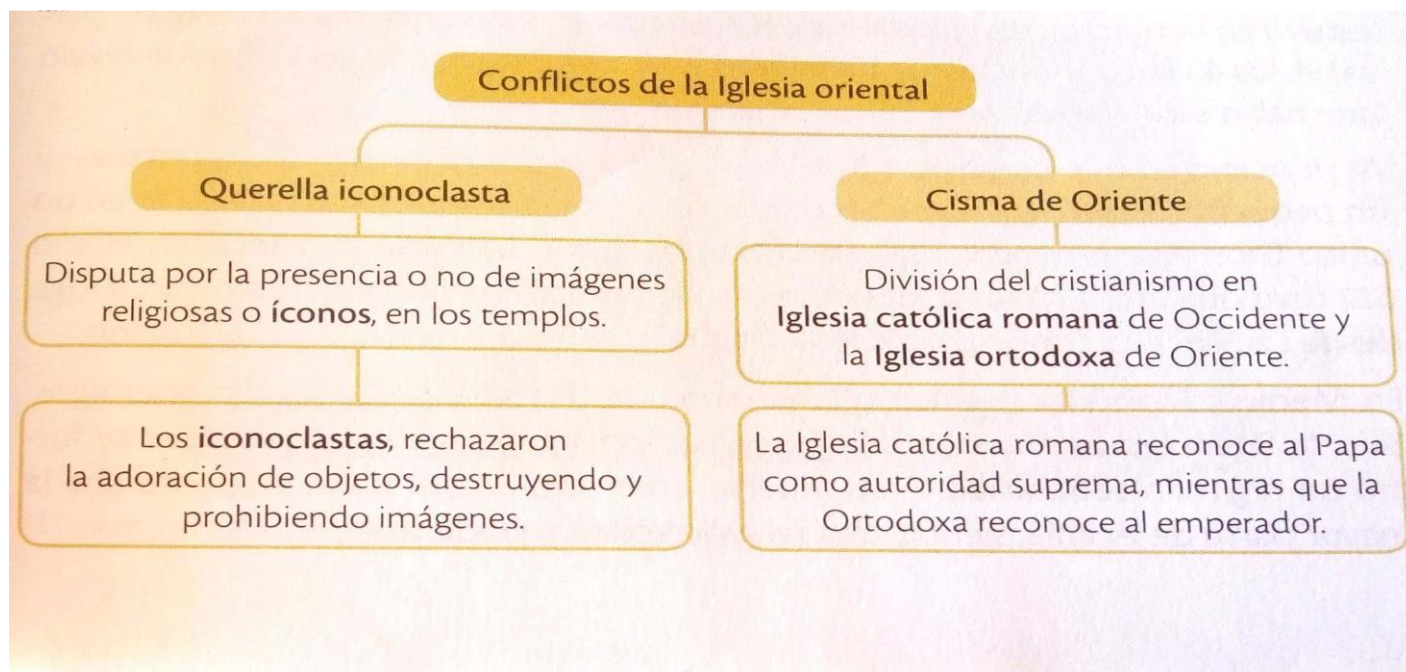 Conflictos de la Iglesia oriental
Querella iconoclasta
Disputa por la presencia o no de imágenes
religiosas o íconos, en los templos.
Los iconoclastas, rechazaron
la adoración de objetos, destruyendo y
prohibiendo imágenes.
Cisma de Oriente
División del cristianismo en
Iglesia católica romana de Occidente y
la Iglesia ortodoxa de Oriente.
La Iglesia católica romana reconoce al Papa
como autoridad suprema, mientras que la
Ortodoxa reconoce al emperador.